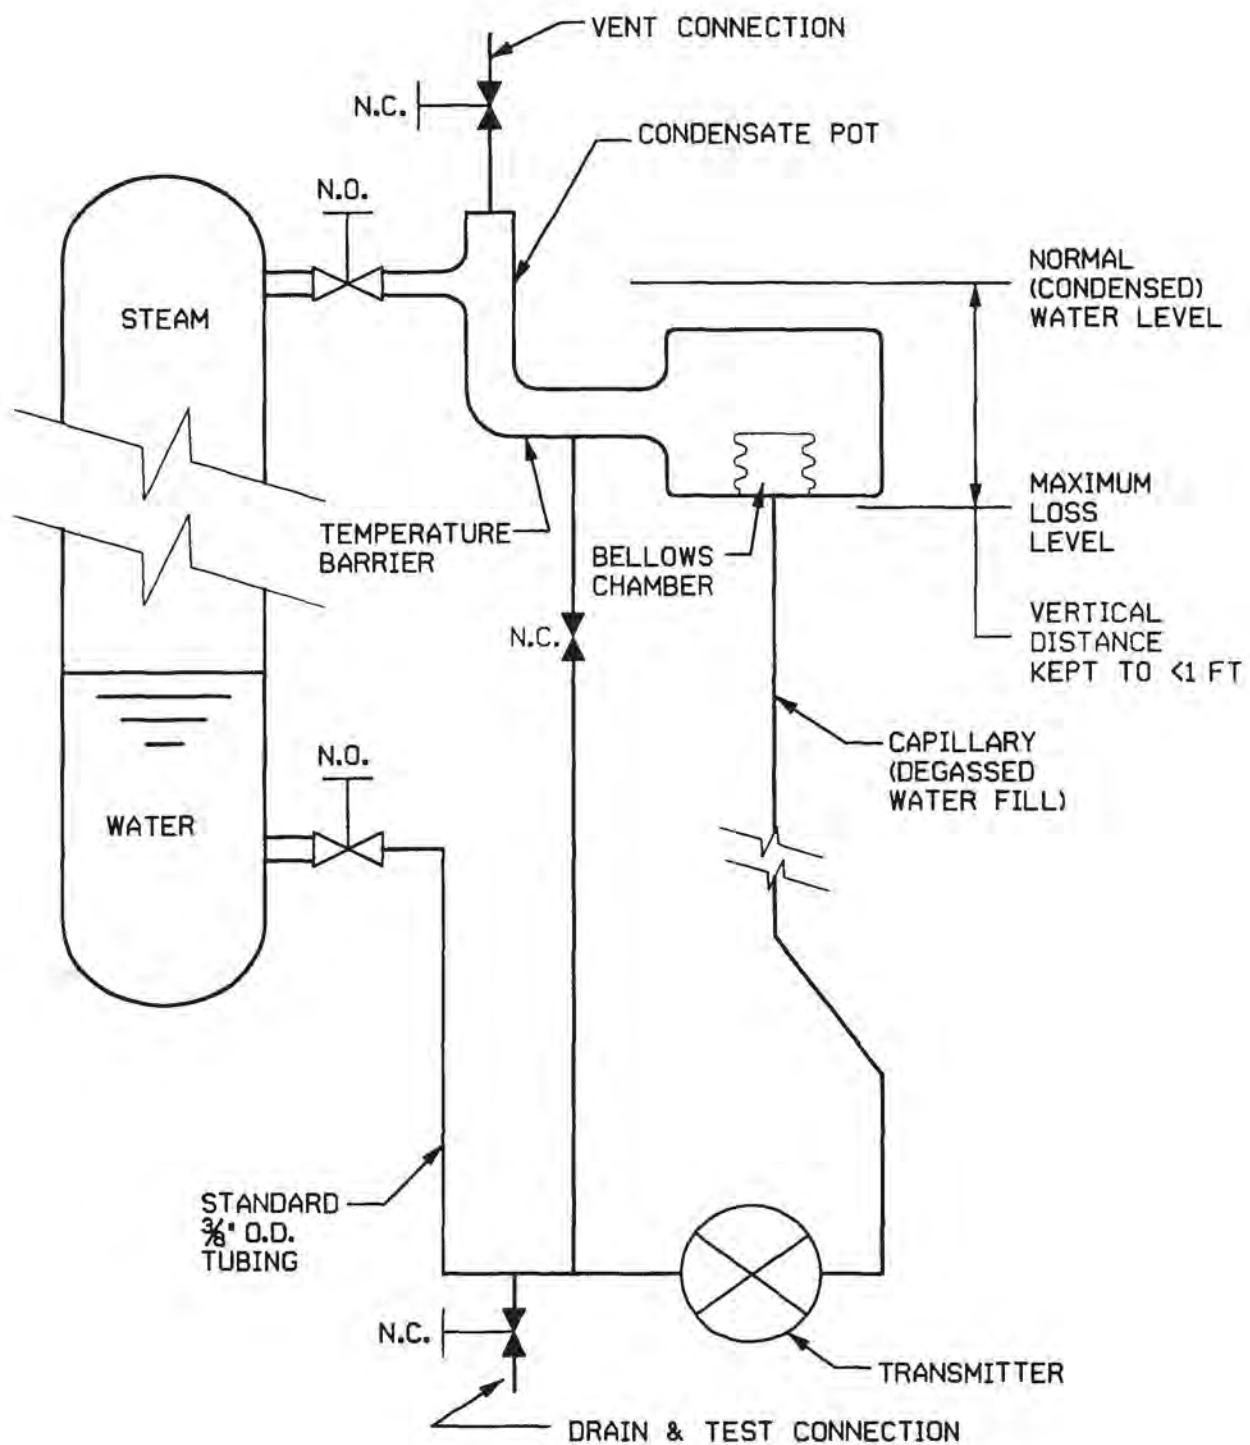 VENT CONNECTION
N.C.
CONDENSATE POT
N.O.
NORMAL
(CONDENSED)
WATER LEVEL
STEAM
MAXIMUM
LOSS
LEVEL
TEMPERATURE
BARRIER
BELLOWS
CHAMBER
VERTICAL
DISTANCE
KEPT TO <1 FT
N.C.
CAPILLARY
(DEGASSED
WATER FILL)
N.O.
WATER
STANDARD
3/8" O.D.
TUBING
N.C.
TRANSMITTER
DRAIN & TEST CONNECTION